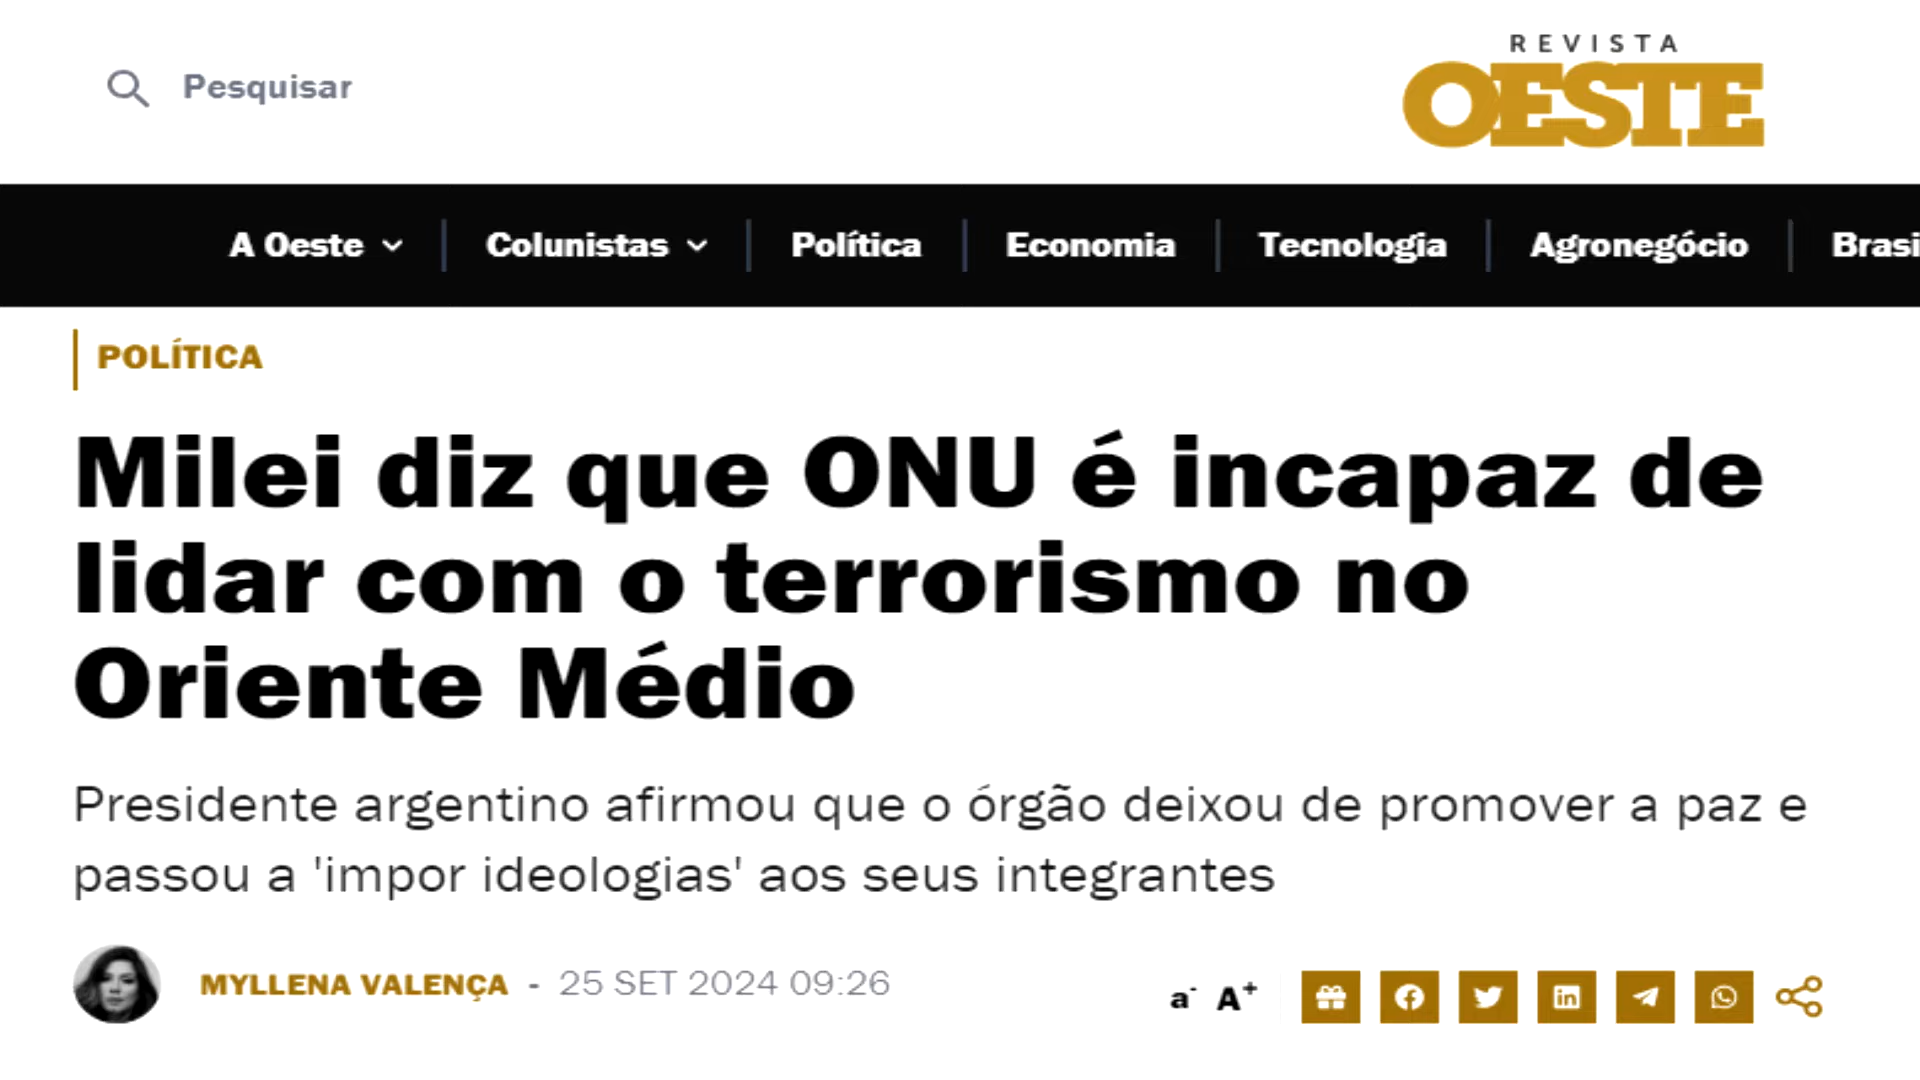 Pesquisar
REVISTA
OESTE
A Oeste
Colunistas
Política
Economia
Tecnologia
Agronegócio
Brasi
POLÍTICA
Milei diz que ONU é incapaz de
lidar com o terrorismo no
Oriente Médio
Presidente argentino afirmou que o órgão deixou de promover a paz e
passou a 'impor ideologias' aos seus integrantes
MYLLENA VALENÇA - 25 SET 2024 09:26
a- A+